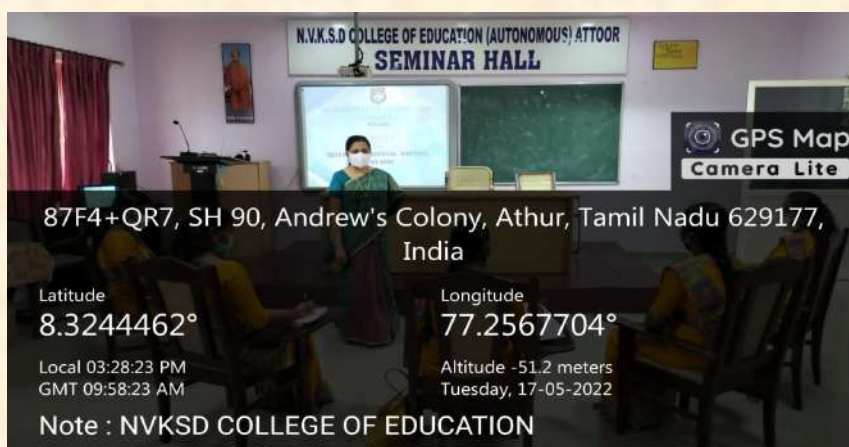 N.V.K.S.D COLLEGE OF EDUCATION (AUTONOMOUS) ATTOOR
SEMINAR HALL
GPS Map
Camera Lite
87F4+QR7, SH 90, Andrew's Colony, Athur, Tamil Nadu 629177,
India
Latitude
8.3244462°
Longitude
77.2567704°
Local 03:28:23 PM
GMT 09:58:23 AM
Altitude -51.2 meters
Tuesday, 17-05-2022
Note : NVKSD COLLEGE OF EDUCATION